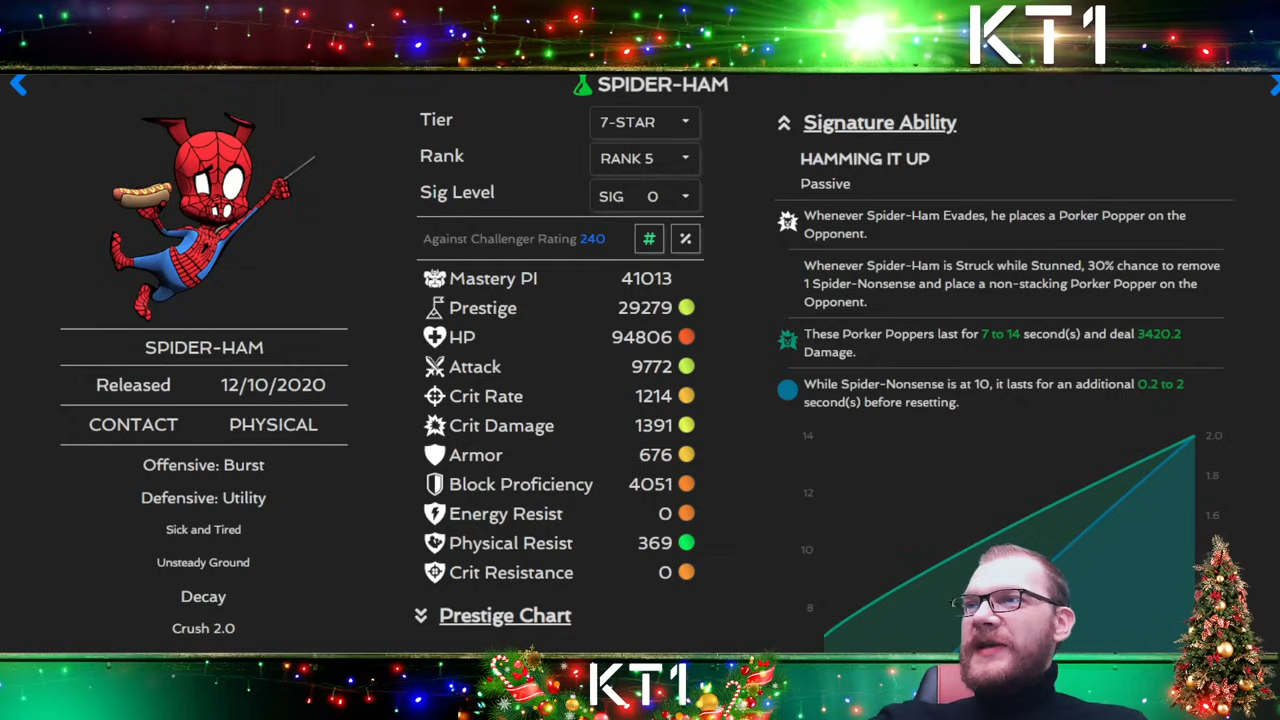 KT1
SPIDER-HAM
Tier
7-STAR
Rank
RANK 5
Sig Level
SIG 0
Against Challenger Rating 240
#
%
Mastery PI 41013
Prestige 29279
HP 94806
Attack 9772
Crit Rate 1214
Crit Damage 1391
Armor 676
Block Proficiency 4051
Energy Resist 0
Physical Resist 369
Crit Resistance 0
Prestige Chart
SPIDER-HAM
Released 12/10/2020
CONTACT PHYSICAL
Offensive: Burst
Defensive: Utility
Sick and Tired
Unsteady Ground
Decay
Crush 2.0
Signature Ability
HAMMING IT UP
Passive
Whenever Spider-Ham Evades, he places a Porker Popper on the
Opponent.
Whenever Spider-Ham is Struck while Stunned, 30% chance to remove
1 Spider-Nonsense and place a non-stacking Porker Popper on the
Opponent.
These Porker Poppers last for 7 to 14 second(s) and deal 3420.2
Damage.
While Spider-Nonsense is at 10, it lasts for an additional 0.2 to 2
second(s) before resetting.
14
12
10
8
2.0
1.8
1.6
KT1